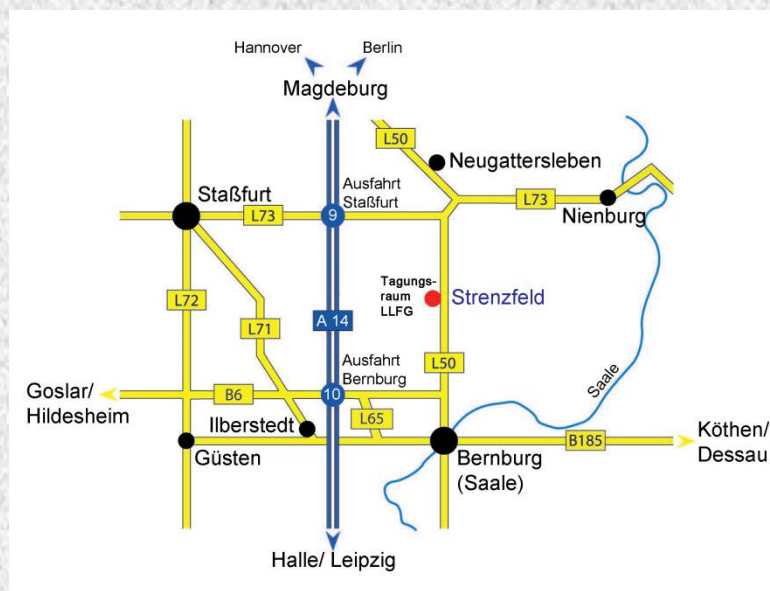 Hannover
Berlin
Magdeburg
L50
Neugattersleben
Staßfurt
Ausfahrt
Staßfurt
L73
9
L73
Nienburg
Tagungs-
raum
LLFG
Strenzfeld
L72
L71
A 14
Ausfahrt
Bernburg
L50
Saale
Goslar/
Hildesheim
B6
10
L65
Ilberstedt
Güsten
Bernburg
(Saale)
B185
Köthen/
Dessau
Halle/ Leipzig